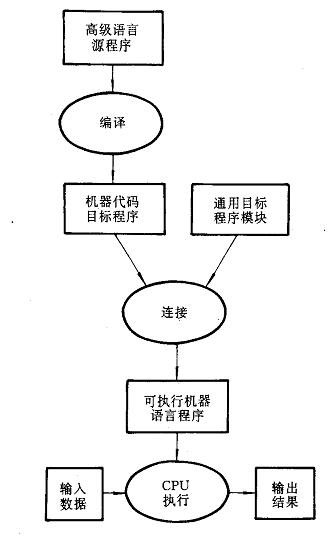 高级语言
源程序
编译
机器代码
目标程序
通用目标
程序模块
连接
可执行机器
语言程序
输入
数据
CPU
执行
输出
结果